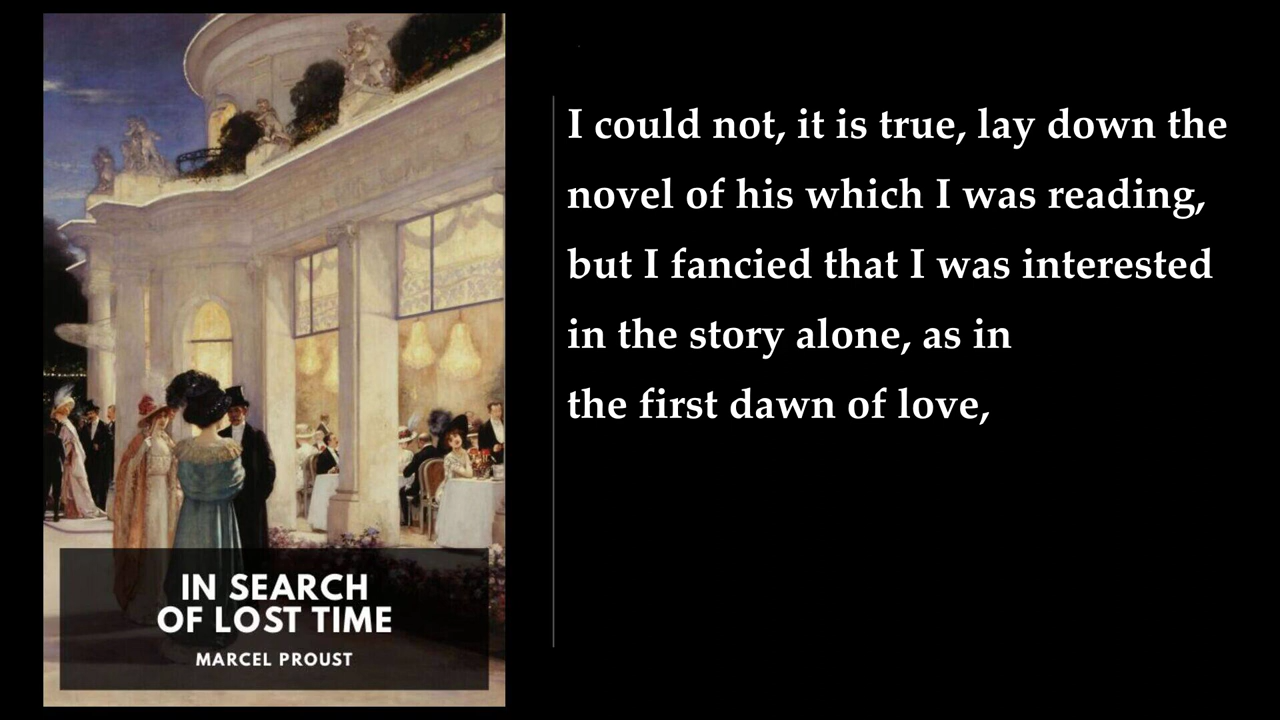 I could not, it is true, lay down the
novel of his which I was reading,
but I fancied that I was interested
in the story alone, as in
the first dawn of love,
IN SEARCH
OF LOST TIME
MARCEL PROUST